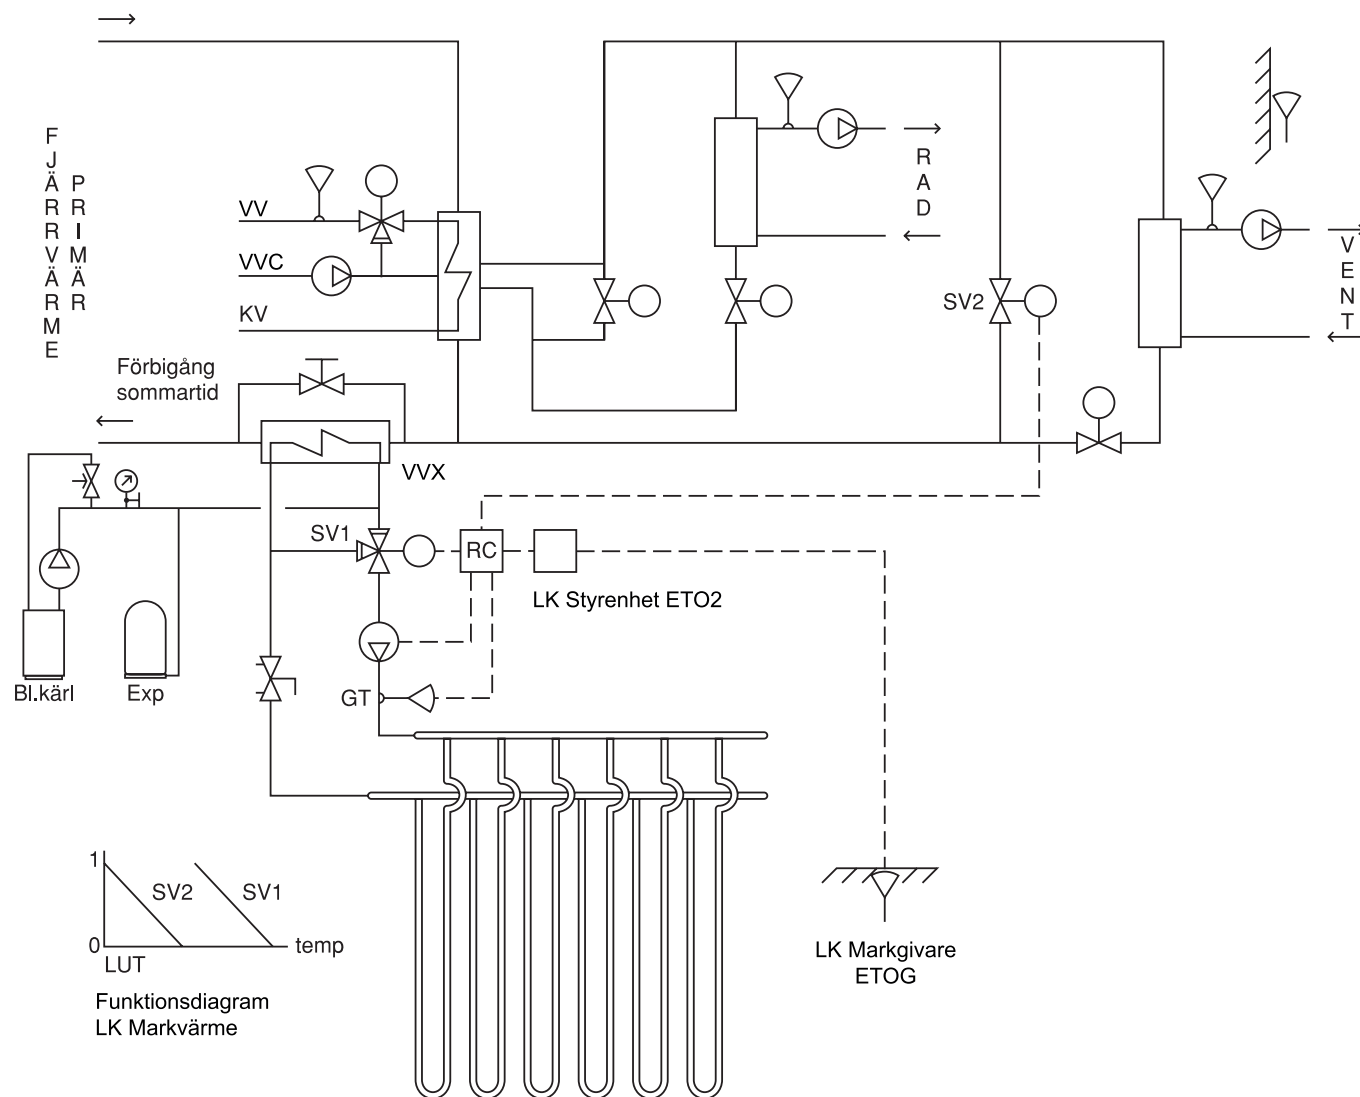 FJÄRRVÄRME
PRIMÄR
RAD
VENT
VV
VVC
KV
SV2
Förbigång
sommartid
VVX
SV1
RC
LK Styrenhet ETO2
GT
Bl.kärl
Exp
1
SV2
SV1
0
temp
LUT
Funktionsdiagram
LK Markvärme
LK Markgivare
ETOG